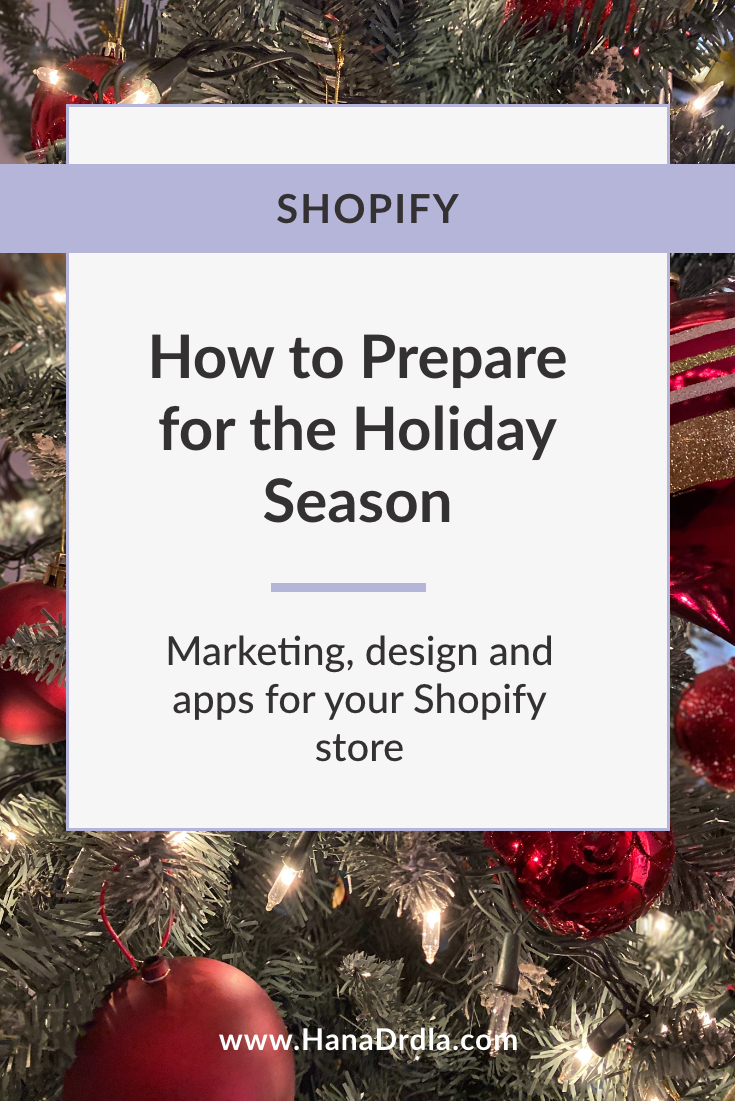 SHOPIFY
How to Prepare
for the Holiday
Season
Marketing, design and
apps for your Shopify
store
www.HanaDrdla.com